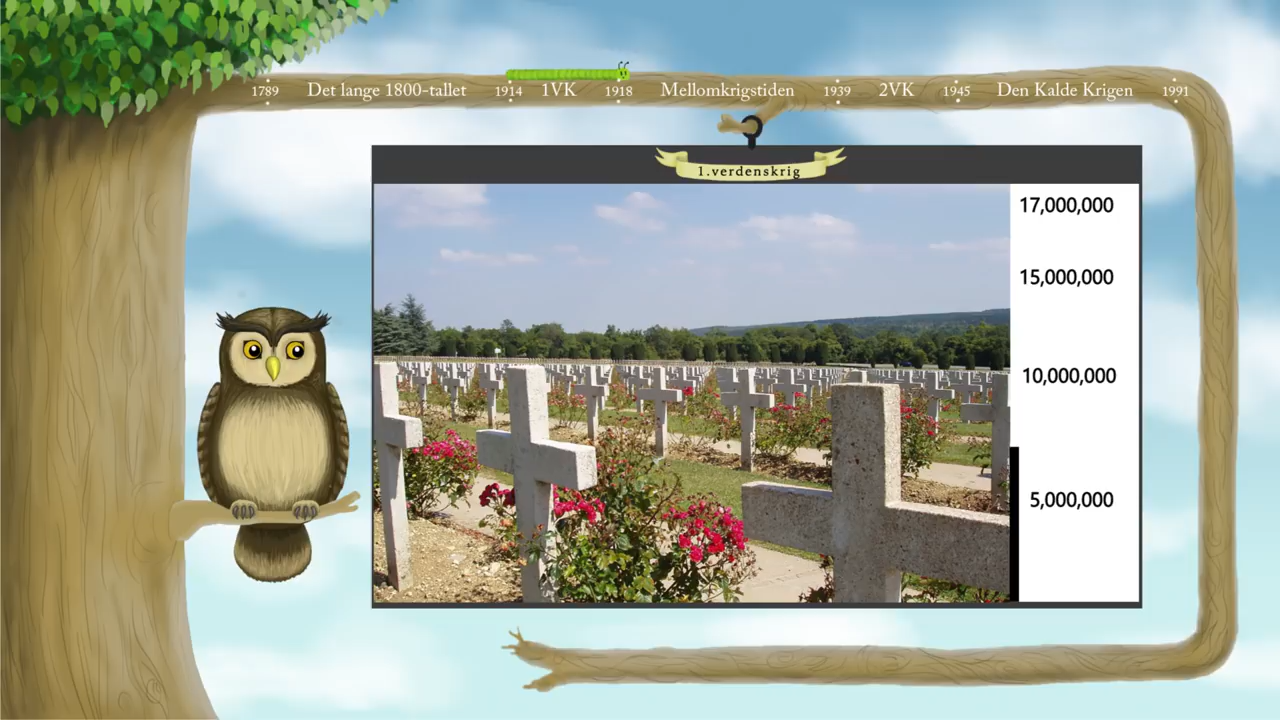 1789 Det lange 1800-tallet 1914 1VK 1918 Mellomkrigstiden 1939 2VK 1945 Den Kalde Krigen 1991
1.verdenskrig
17,000,000
15,000,000
10,000,000
5,000,000